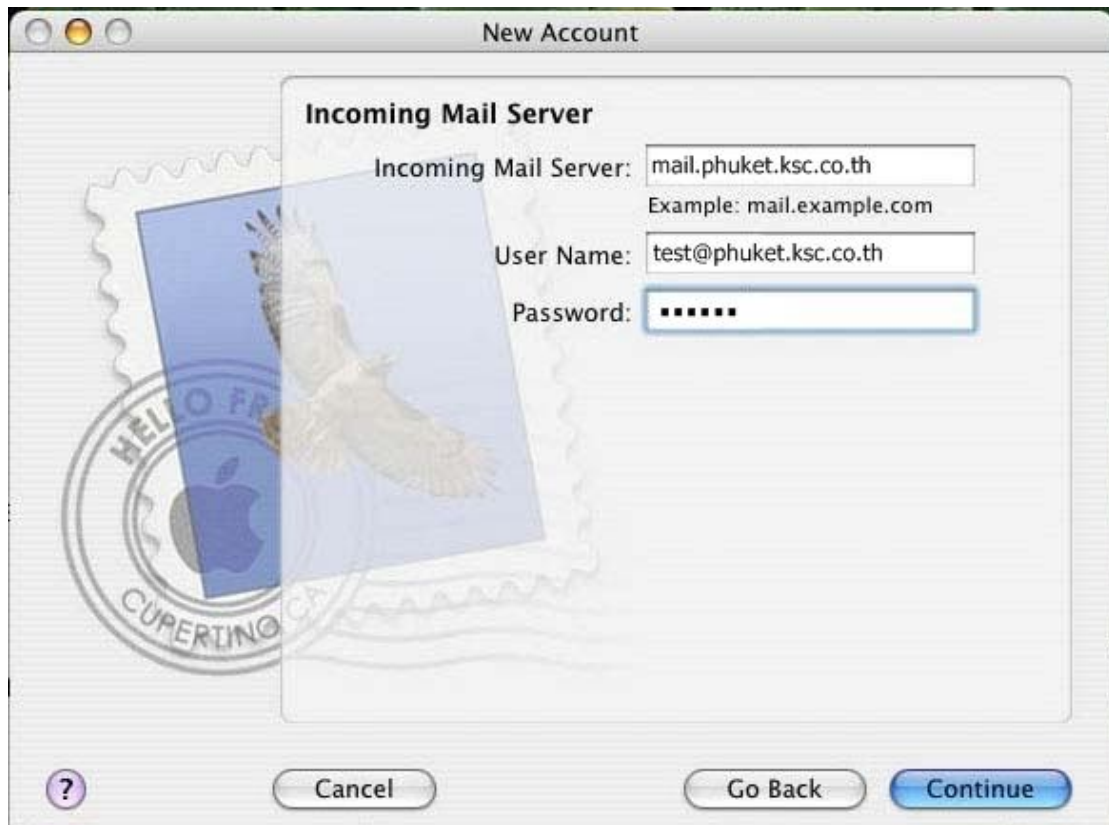 New Account
Incoming Mail Server
Incoming Mail Server: mail.phuket.ksc.co.th
Example: mail.example.com
User Name: test@phuket.ksc.co.th
Password: ▪▪▪▪▪▪
HELLO FR
CUPERTINO CA
? Cancel Go Back Continue